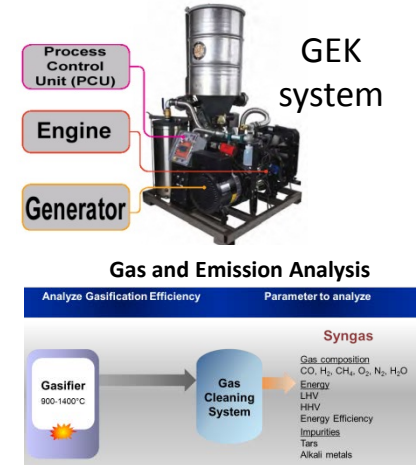 Process
Control
Unit (PCU)
Engine
Generator
GEK
system
Gas and Emission Analysis
Analyze Gasification Efficiency
Parameter to analyze
Gasifier
900-1400°C
Gas
Cleaning
System
Syngas
Gas composition
CO, H₂, CH₄, O₂, N₂, H₂O
Energy
LHV
HHV
Energy Efficiency
Impurities
Tars
Alkali metals